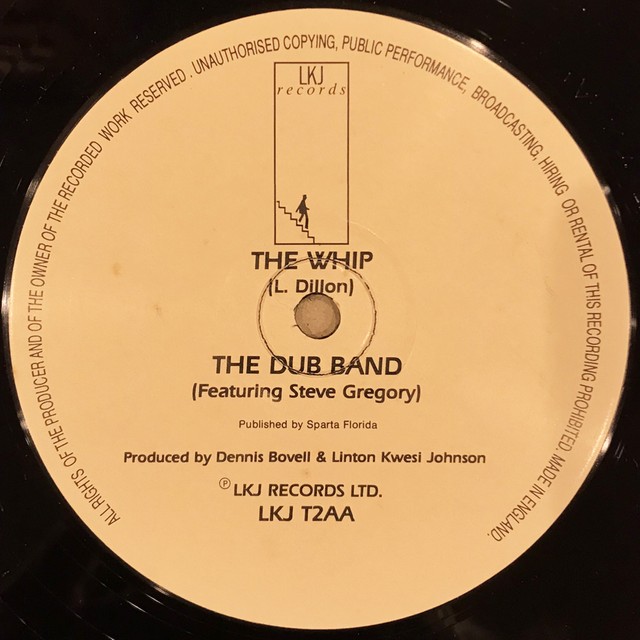 ALL RIGHTS OF THE PRODUCER AND OF THE OWNER OF THE RECORDED WORK RESERVED. UNAUTHORISED COPYING, PUBLIC PERFORMANCE, BROADCASTING, HIRING OR RENTAL OF THIS RECORDING PROHIBITED. MADE IN ENGLAND.
LKJ
records
THE WHIP
(L. Dillon)
THE DUB BAND
(Featuring Steve Gregory)
Published by Sparta Florida
Produced by Dennis Bovell & Linton Kwesi Johnson
℗ LKJ RECORDS LTD.
LKJ T2AA